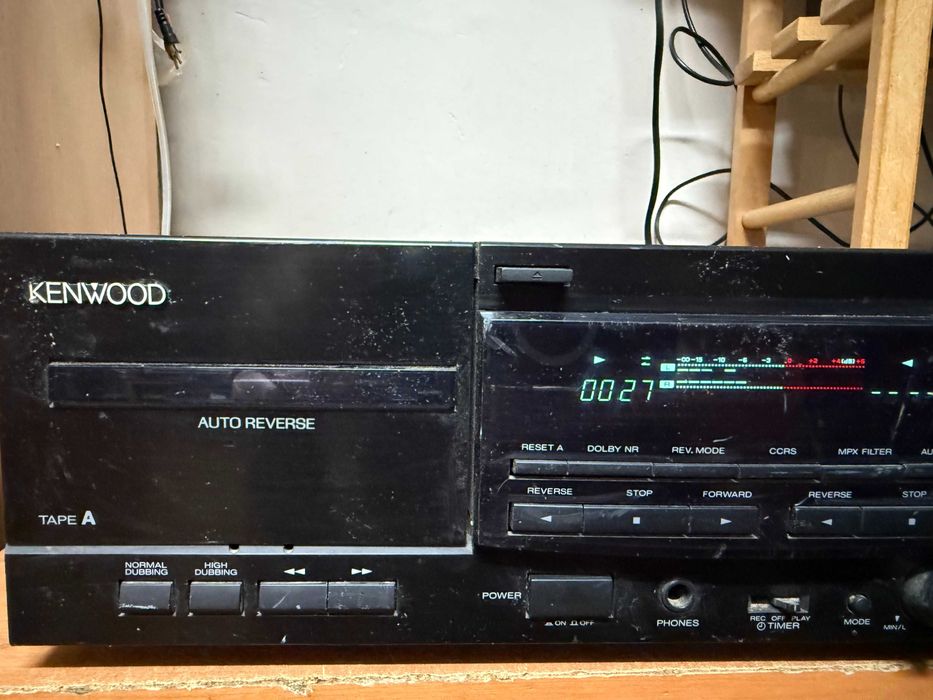 KENWOOD
AUTO REVERSE
TAPE A
NORMAL DUBBING
HIGH DUBBING
-∞ -15 -10 -6 -3 0 +2 +4 (dB) +6
L
R
0027
RESET A DOLBY NR REV. MODE CCRS MPX FILTER AU
REVERSE STOP FORWARD REVERSE STOP
POWER
ON OFF
PHONES
REC OFF PLAY
TIMER
MODE
MIN/L